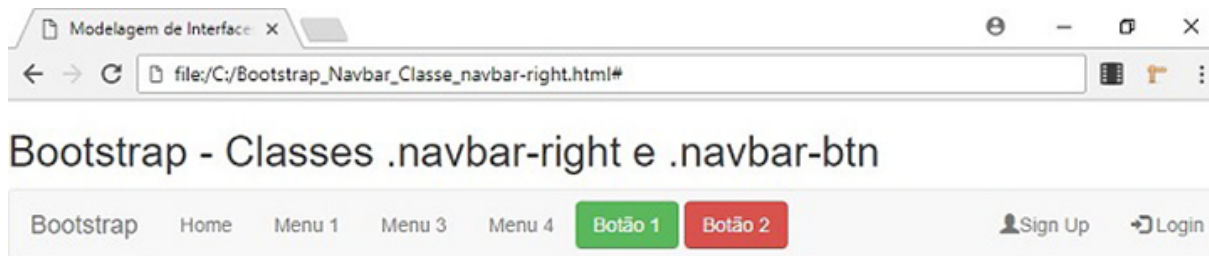 Modelagem de Interface
file:/C:/Bootstrap_Navbar_Classe_navbar-right.html#
Bootstrap - Classes .navbar-right e .navbar-btn
Bootstrap Home Menu 1 Menu 3 Menu 4 Botão 1 Botão 2 Sign Up Login